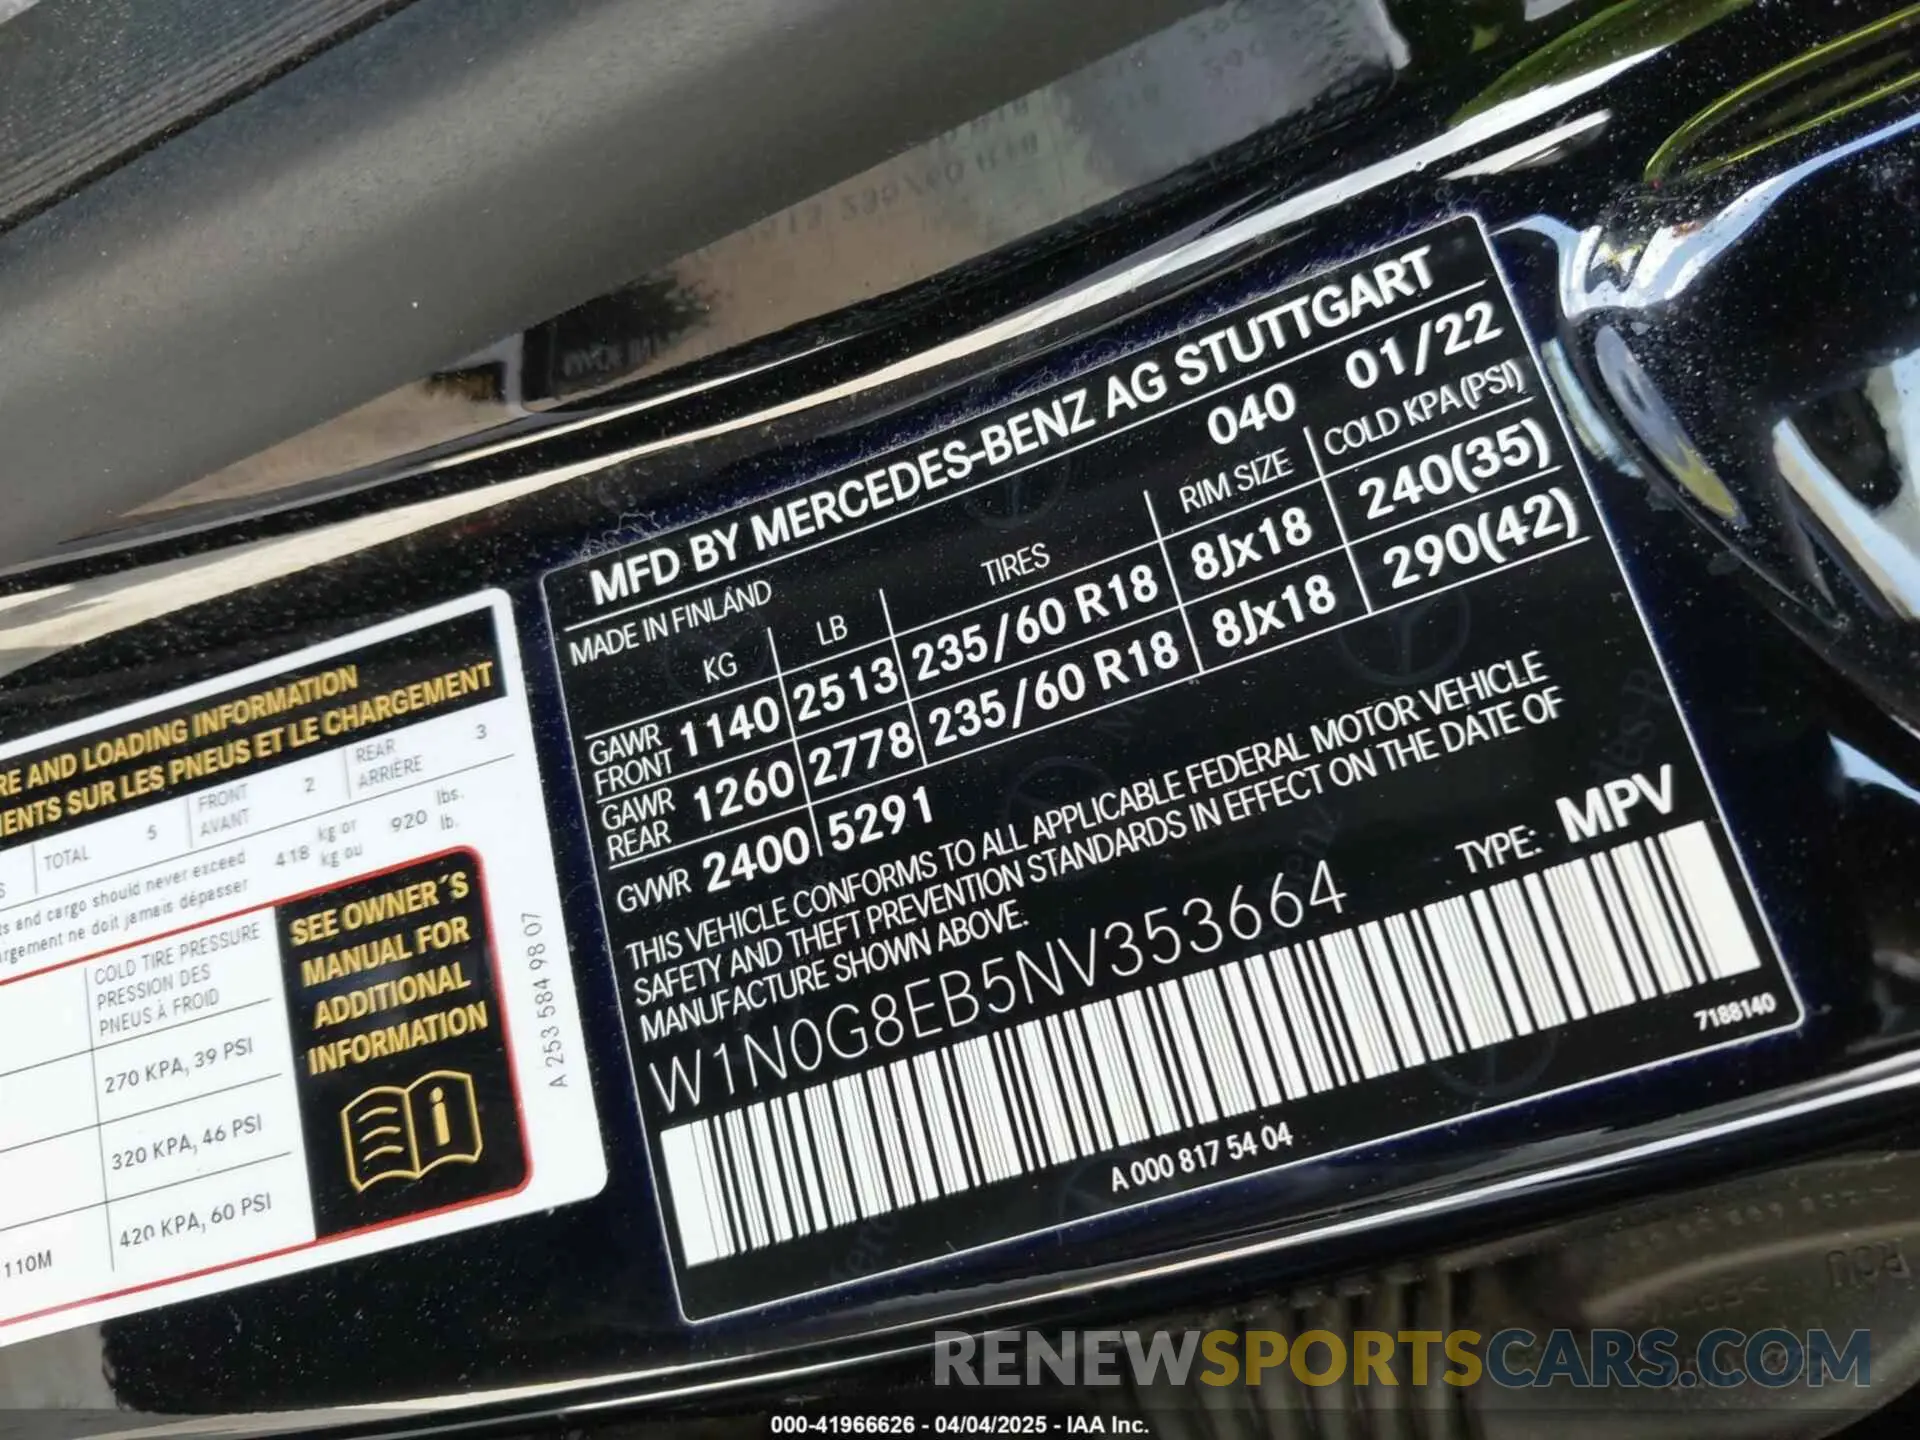 MFD BY MERCEDES-BENZ AG STUTTGART
MADE IN FINLAND 040 01/22
KG LB TIRES RIM SIZE COLD KPA(PSI)
GAWR FRONT 1140 2513 235/60 R18 8Jx18 240(35)
GAWR REAR 1260 2778 235/60 R18 8Jx18 290(42)
GVWR 2400 5291
THIS VEHICLE CONFORMS TO ALL APPLICABLE FEDERAL MOTOR VEHICLE
SAFETY AND THEFT PREVENTION STANDARDS IN EFFECT ON THE DATE OF
MANUFACTURE SHOWN ABOVE.
W1N0G8EB5NV353664 TYPE: MPV
7188140
A 000 817 54 04
AND LOADING INFORMATION
SUR LES PNEUS ET LE CHARGEMENT
TOTAL 5 FRONT AVANT 2 REAR ARRIÈRE 3
and cargo should never exceed 418 kg or 920 lbs.
ne doit jamais dépasser kg ou lb.
COLD TIRE PRESSURE
PRESSION DES
PNEUS À FROID
270 KPA, 39 PSI
320 KPA, 46 PSI
110M 420 KPA, 60 PSI
SEE OWNER´S
MANUAL FOR
ADDITIONAL
INFORMATION
A 253 584 98 07
RENEWSPORTSCARS.COM
000-41966626 - 04/04/2025 - IAA Inc.